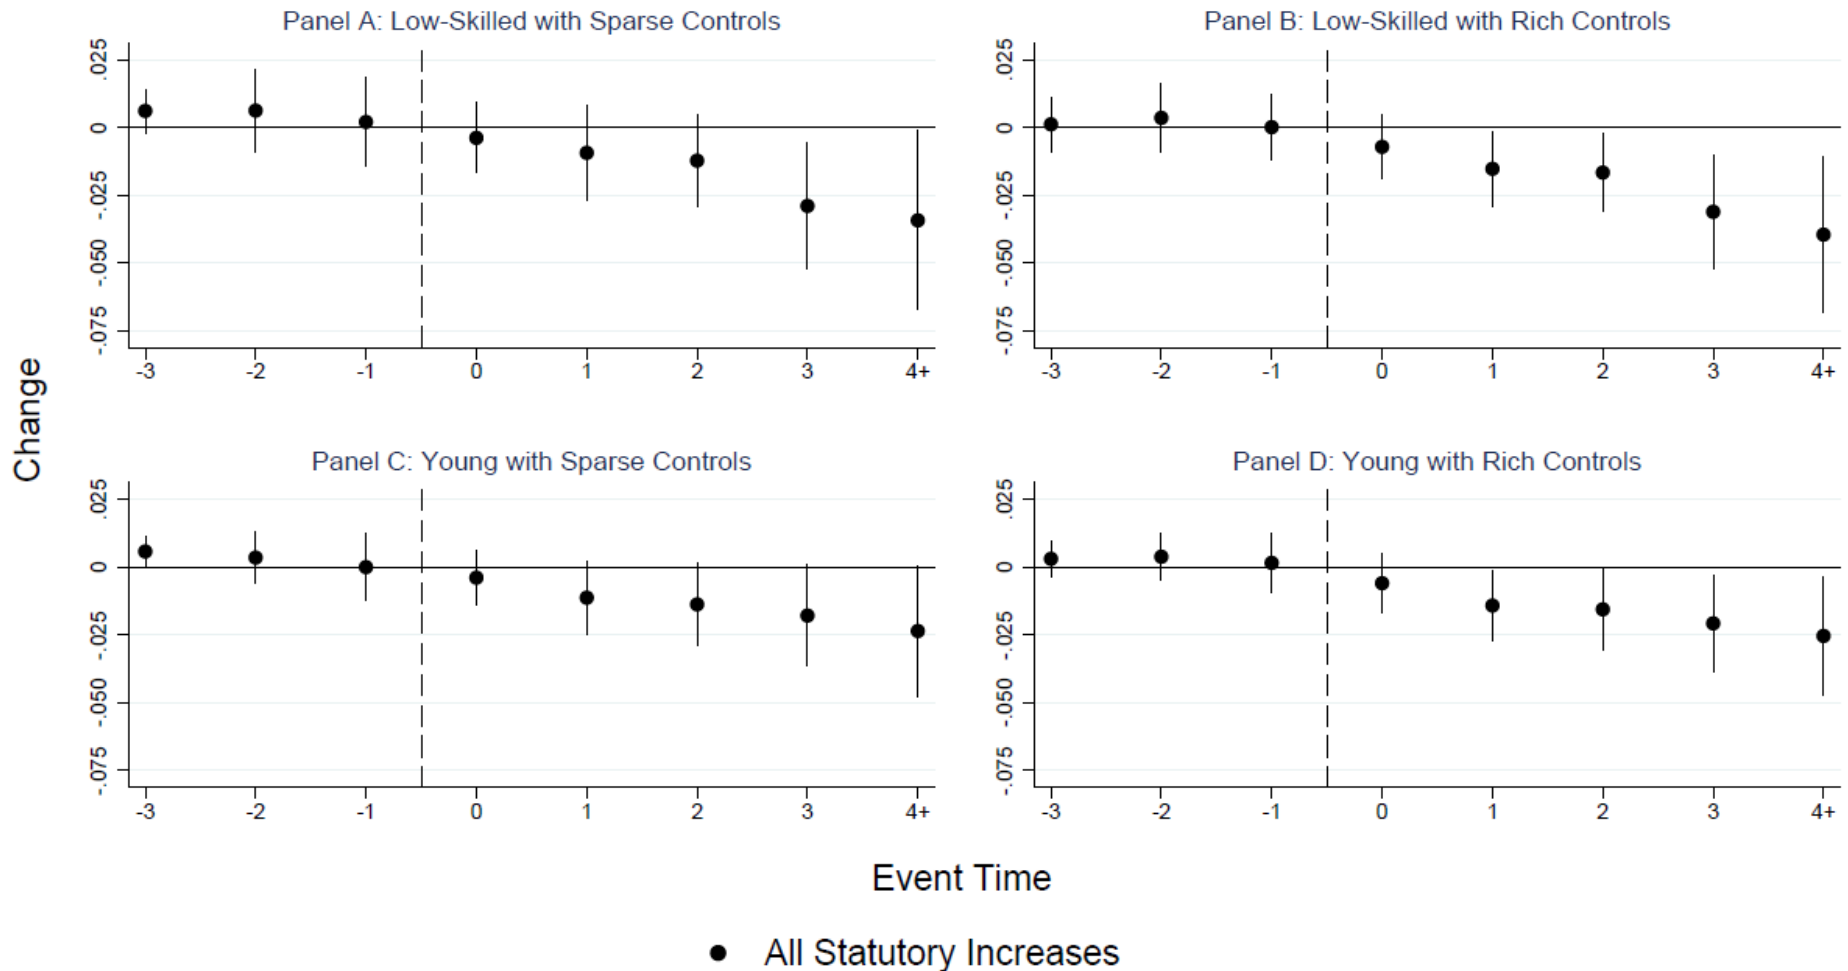 Panel A: Low-Skilled with Sparse Controls
.025
0
-.025
-.050
-.075
-3 -2 -1 0 1 2 3 4+
Panel B: Low-Skilled with Rich Controls
.025
0
-.025
-.050
-.075
-3 -2 -1 0 1 2 3 4+
Change
Panel C: Young with Sparse Controls
.025
0
-.025
-.050
-.075
-3 -2 -1 0 1 2 3 4+
Panel D: Young with Rich Controls
.025
0
-.025
-.050
-.075
-3 -2 -1 0 1 2 3 4+
Event Time
All Statutory Increases